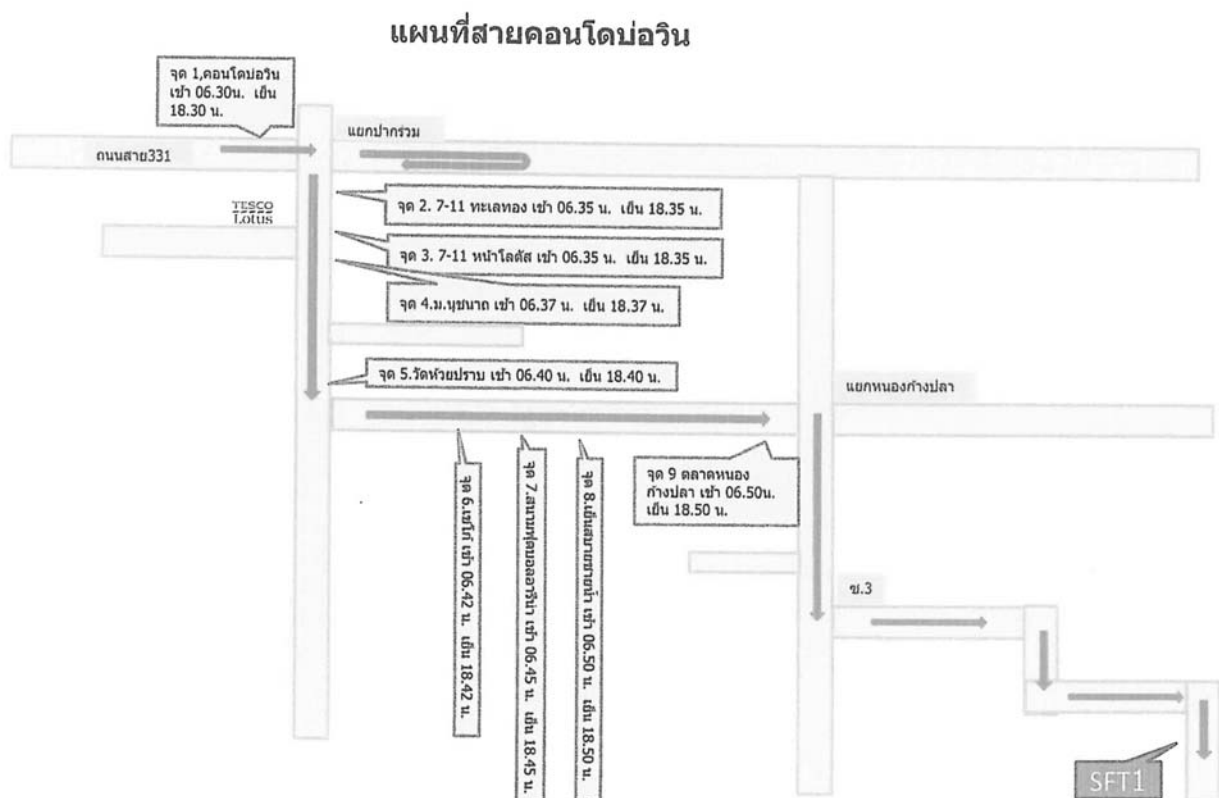 แผนที่สายคอนโดบ่อวิน
จุด 1,คอนโดบ่อวิน
เช้า 06.30น. เย็น
18.30 น.
แยกปากร่วม
ถนนสาย331
TESCO
Lotus
จุด 2. 7-11 ทะเลทอง เช้า 06.35 น. เย็น 18.35 น.
จุด 3. 7-11 หน้าโลตัส เช้า 06.35 น. เย็น 18.35 น.
จุด 4.ม.นุชนาถ เช้า 06.37 น. เย็น 18.37 น.
จุด 5.วัดห้วยปราบ เช้า 06.40 น. เย็น 18.40 น.
แยกหนองก้างปลา
จุด 6.เชโก้ เช้า 06.42 น. เย็น 18.42 น.
จุด 7.สนามฟุตบอลอารีน่า เช้า 06.45 น. เย็น 18.45 น.
จุด 8.เย็นสบายชายน้ำ เช้า 06.50 น. เย็น 18.50 น.
จุด 9 ตลาดหนอง
ก้างปลา เช้า 06.50น.
เย็น 18.50 น.
ซ.3
SFT1